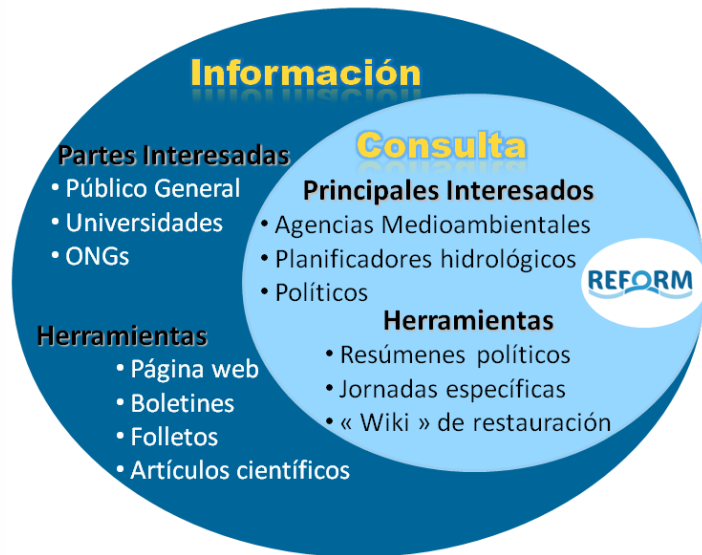 Información
Partes Interesadas
• Público General
• Universidades
• ONGs
Herramientas
• Página web
• Boletines
• Folletos
• Artículos científicos
Consulta
Principales Interesados
• Agencias Medioambientales
• Planificadores hidrológicos
• Políticos
Herramientas
• Resúmenes políticos
• Jornadas específicas
• « Wiki » de restauración
REFORM